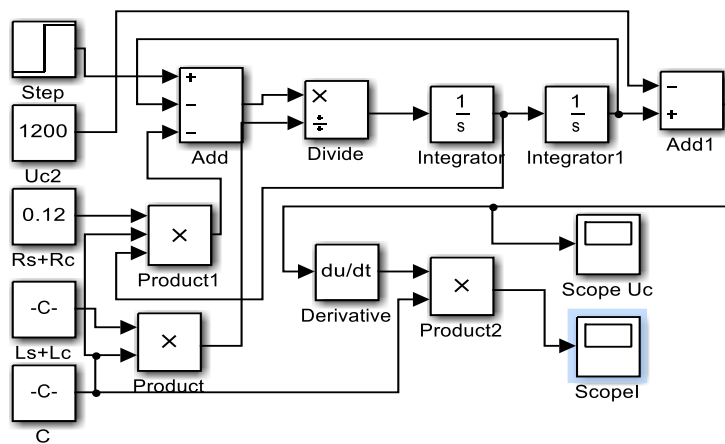 Step
1200
Uc2
0.12
Rs+Rc
-C-
Ls+Lc
-C-
C
+
−
−
Add
×
÷
Divide
1
s
Integrator
1
s
Integrator1
−
+
Add1
×
Product1
×
Product
du/dt
Derivative
×
Product2
Scope Uc
ScopeI